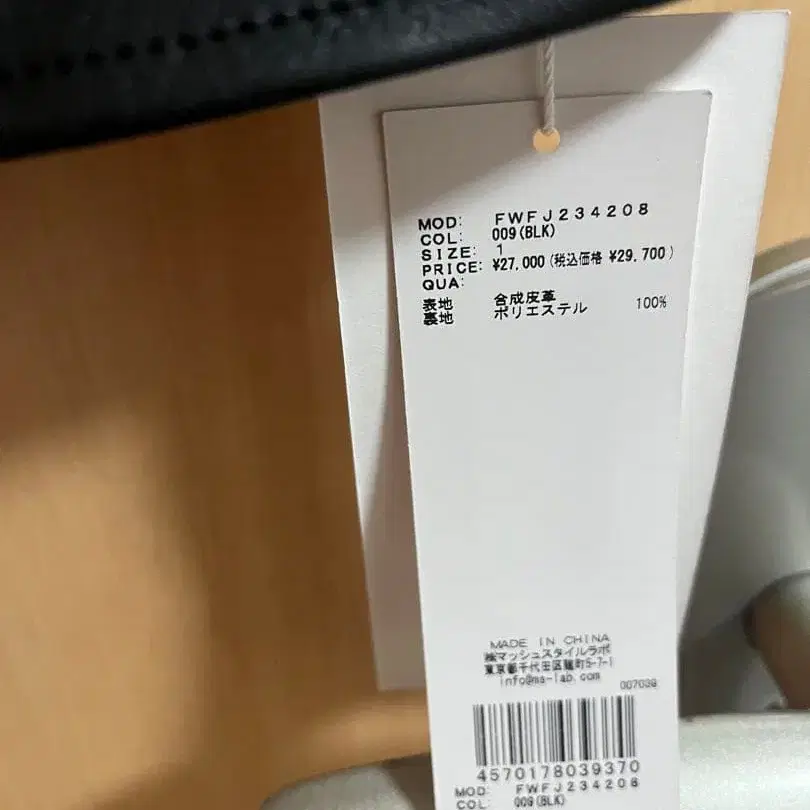 MOD: FWFJ234208
COL: 009(BLK)
SIZE: 1
PRICE: ¥27,000(税込価格 ¥29,700)
QUA:
表地 合成皮革
裏地 ポリエステル 100%
MADE IN CHINA
㈱マッシュスタイルラボ
東京都千代田区麹町5-7-1
info@ms-lab.com
007039
4570178039370
MOD: FWFJ234208
COL: 009(BLK)